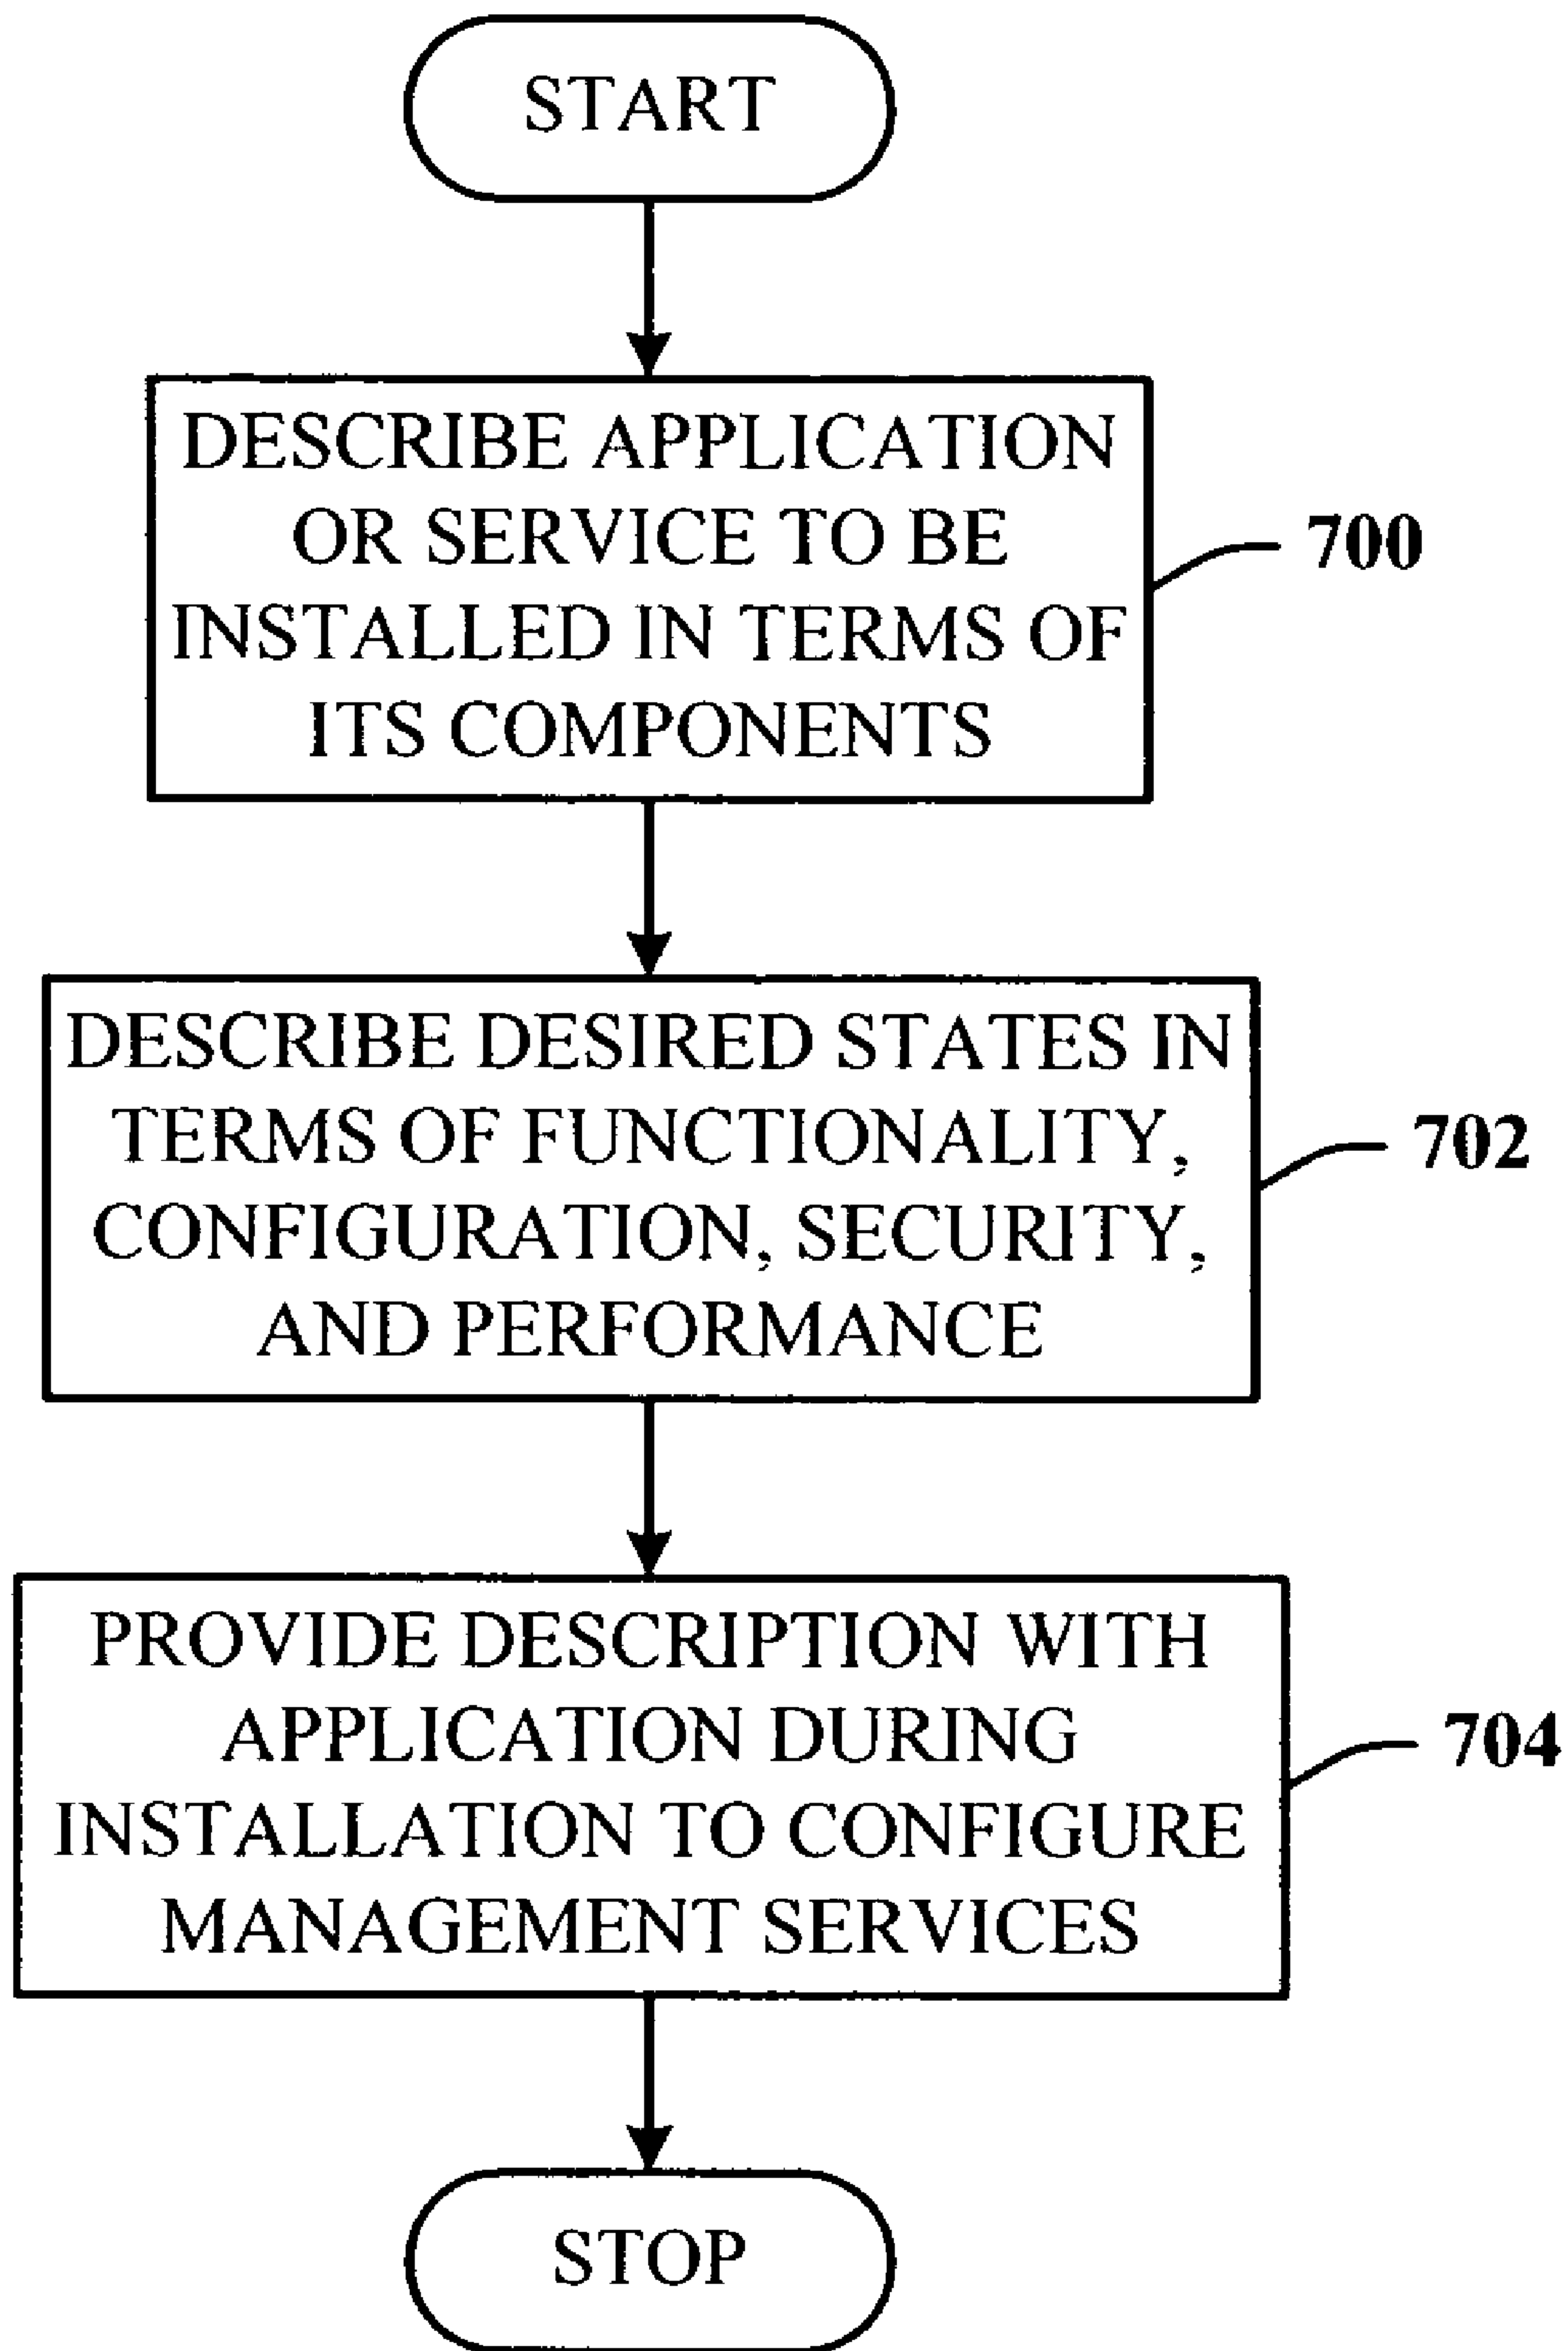 START
DESCRIBE APPLICATION
OR SERVICE TO BE
INSTALLED IN TERMS OF
ITS COMPONENTS
700
DESCRIBE DESIRED STATES IN
TERMS OF FUNCTIONALITY,
CONFIGURATION, SECURITY,
AND PERFORMANCE
702
PROVIDE DESCRIPTION WITH
APPLICATION DURING
INSTALLATION TO CONFIGURE
MANAGEMENT SERVICES
704
STOP